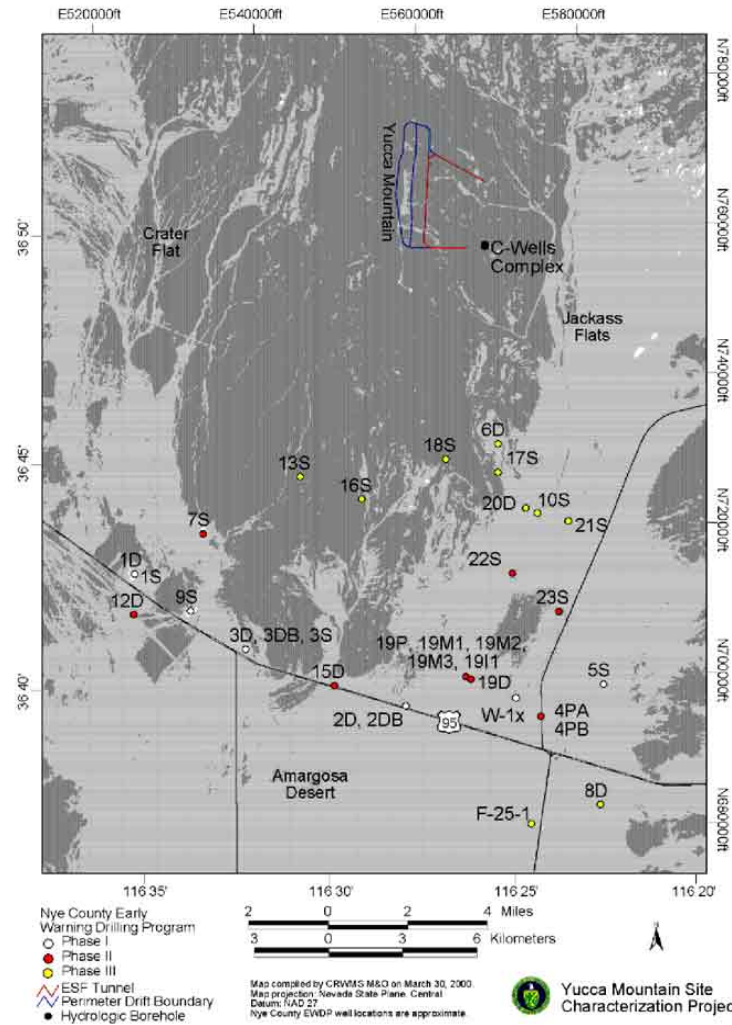 E520000ft
E540000ft
E560000ft
E580000ft
N780000ft
Yucca
Mountain
N760000ft
36 50'
Crater
Flat
C-Wells
Complex
Jackass
Flats
N740000ft
6D
18S
36 45'
13S
17S
16S
20D
10S
N720000ft
21S
7S
22S
1D
1S
9S
12D
23S
3D, 3DB, 3S
19P, 19M1, 19M2,
19M3, 19I1
19D
N700000ft
5S
36 40'
15D
W-1x
2D, 2DB
95
4PA
4PB
Amargosa
Desert
8D
F-25-1
N680000ft
116 35'
116 30'
116 25'
116 20'
Nye County Early
Warning Drilling Program
Phase I
Phase II
Phase III
ESF Tunnel
Perimeter Drift Boundary
Hydrologic Borehole
2 0 2 4 Miles
3 0 3 6 Kilometers
Map compiled by CRWMS M&O on March 30, 2000.
Map projection: Nevada State Plane, Central
Datum: NAD 27
Nye County EWDP well locations are approximate.
Yucca Mountain Site
Characterization Projec